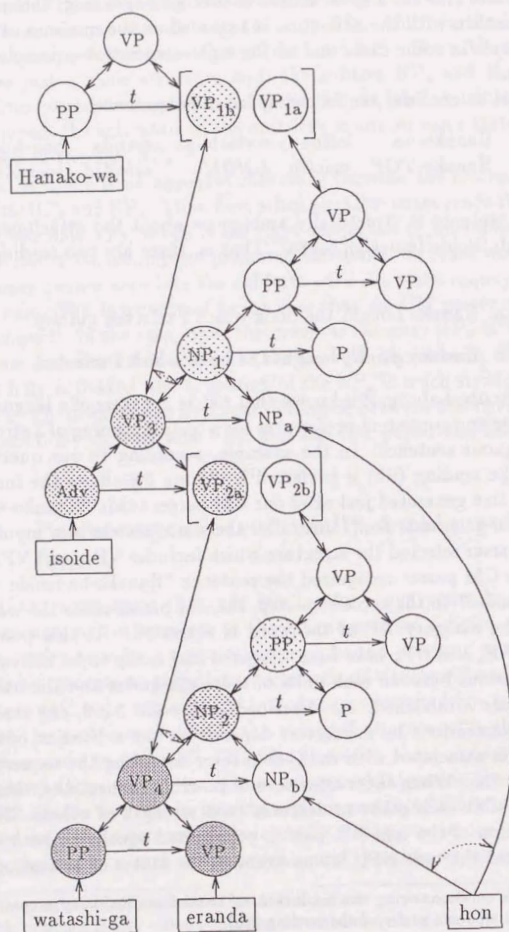 VP
PP t VP1b VP1a
Hanako-wa
VP
PP t VP
NP1 t P
VP3 t NPa
Adv t VP2a VP2b
isoide
VP
PP t VP
NP2 t P
VP4 t NPb
PP t VP
watashi-ga eranda hon